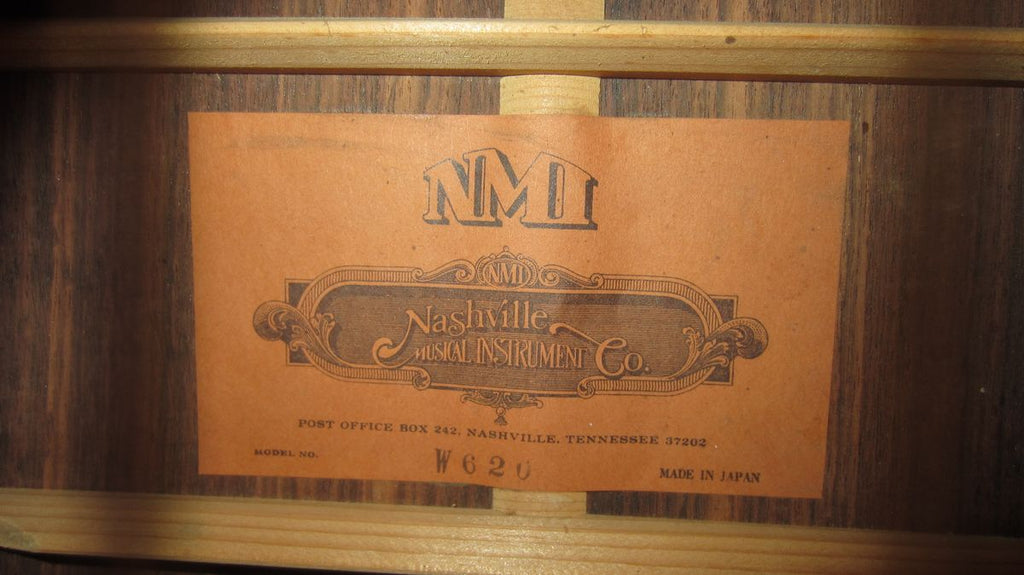 NMI
NMI
Nashville
MUSICAL INSTRUMENT Co.
POST OFFICE BOX 242, NASHVILLE, TENNESSEE 37202
MODEL NO. W620 MADE IN JAPAN